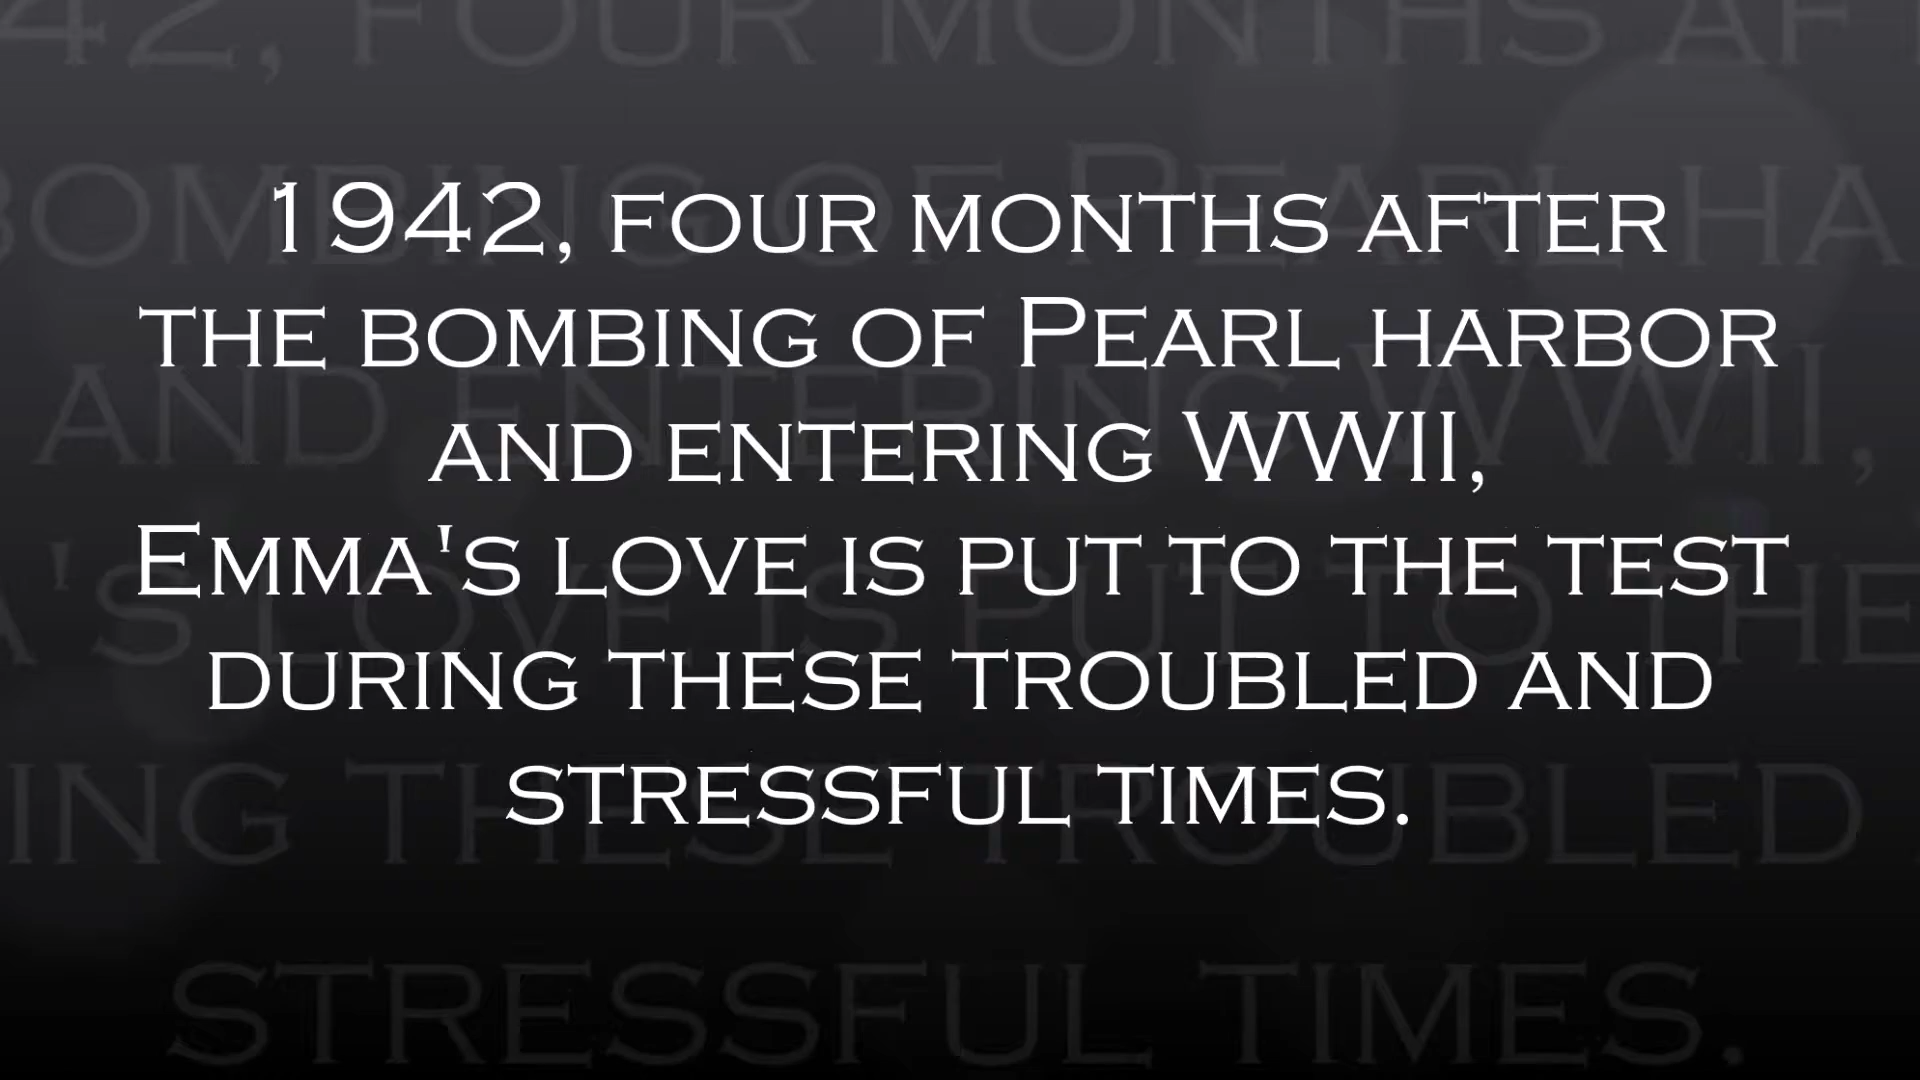 1942, FOUR MONTHS AFTER
THE BOMBING OF PEARL HARBOR
AND ENTERING WWII,
EMMA'S LOVE IS PUT TO THE TEST
DURING THESE TROUBLED AND
STRESSFUL TIMES.